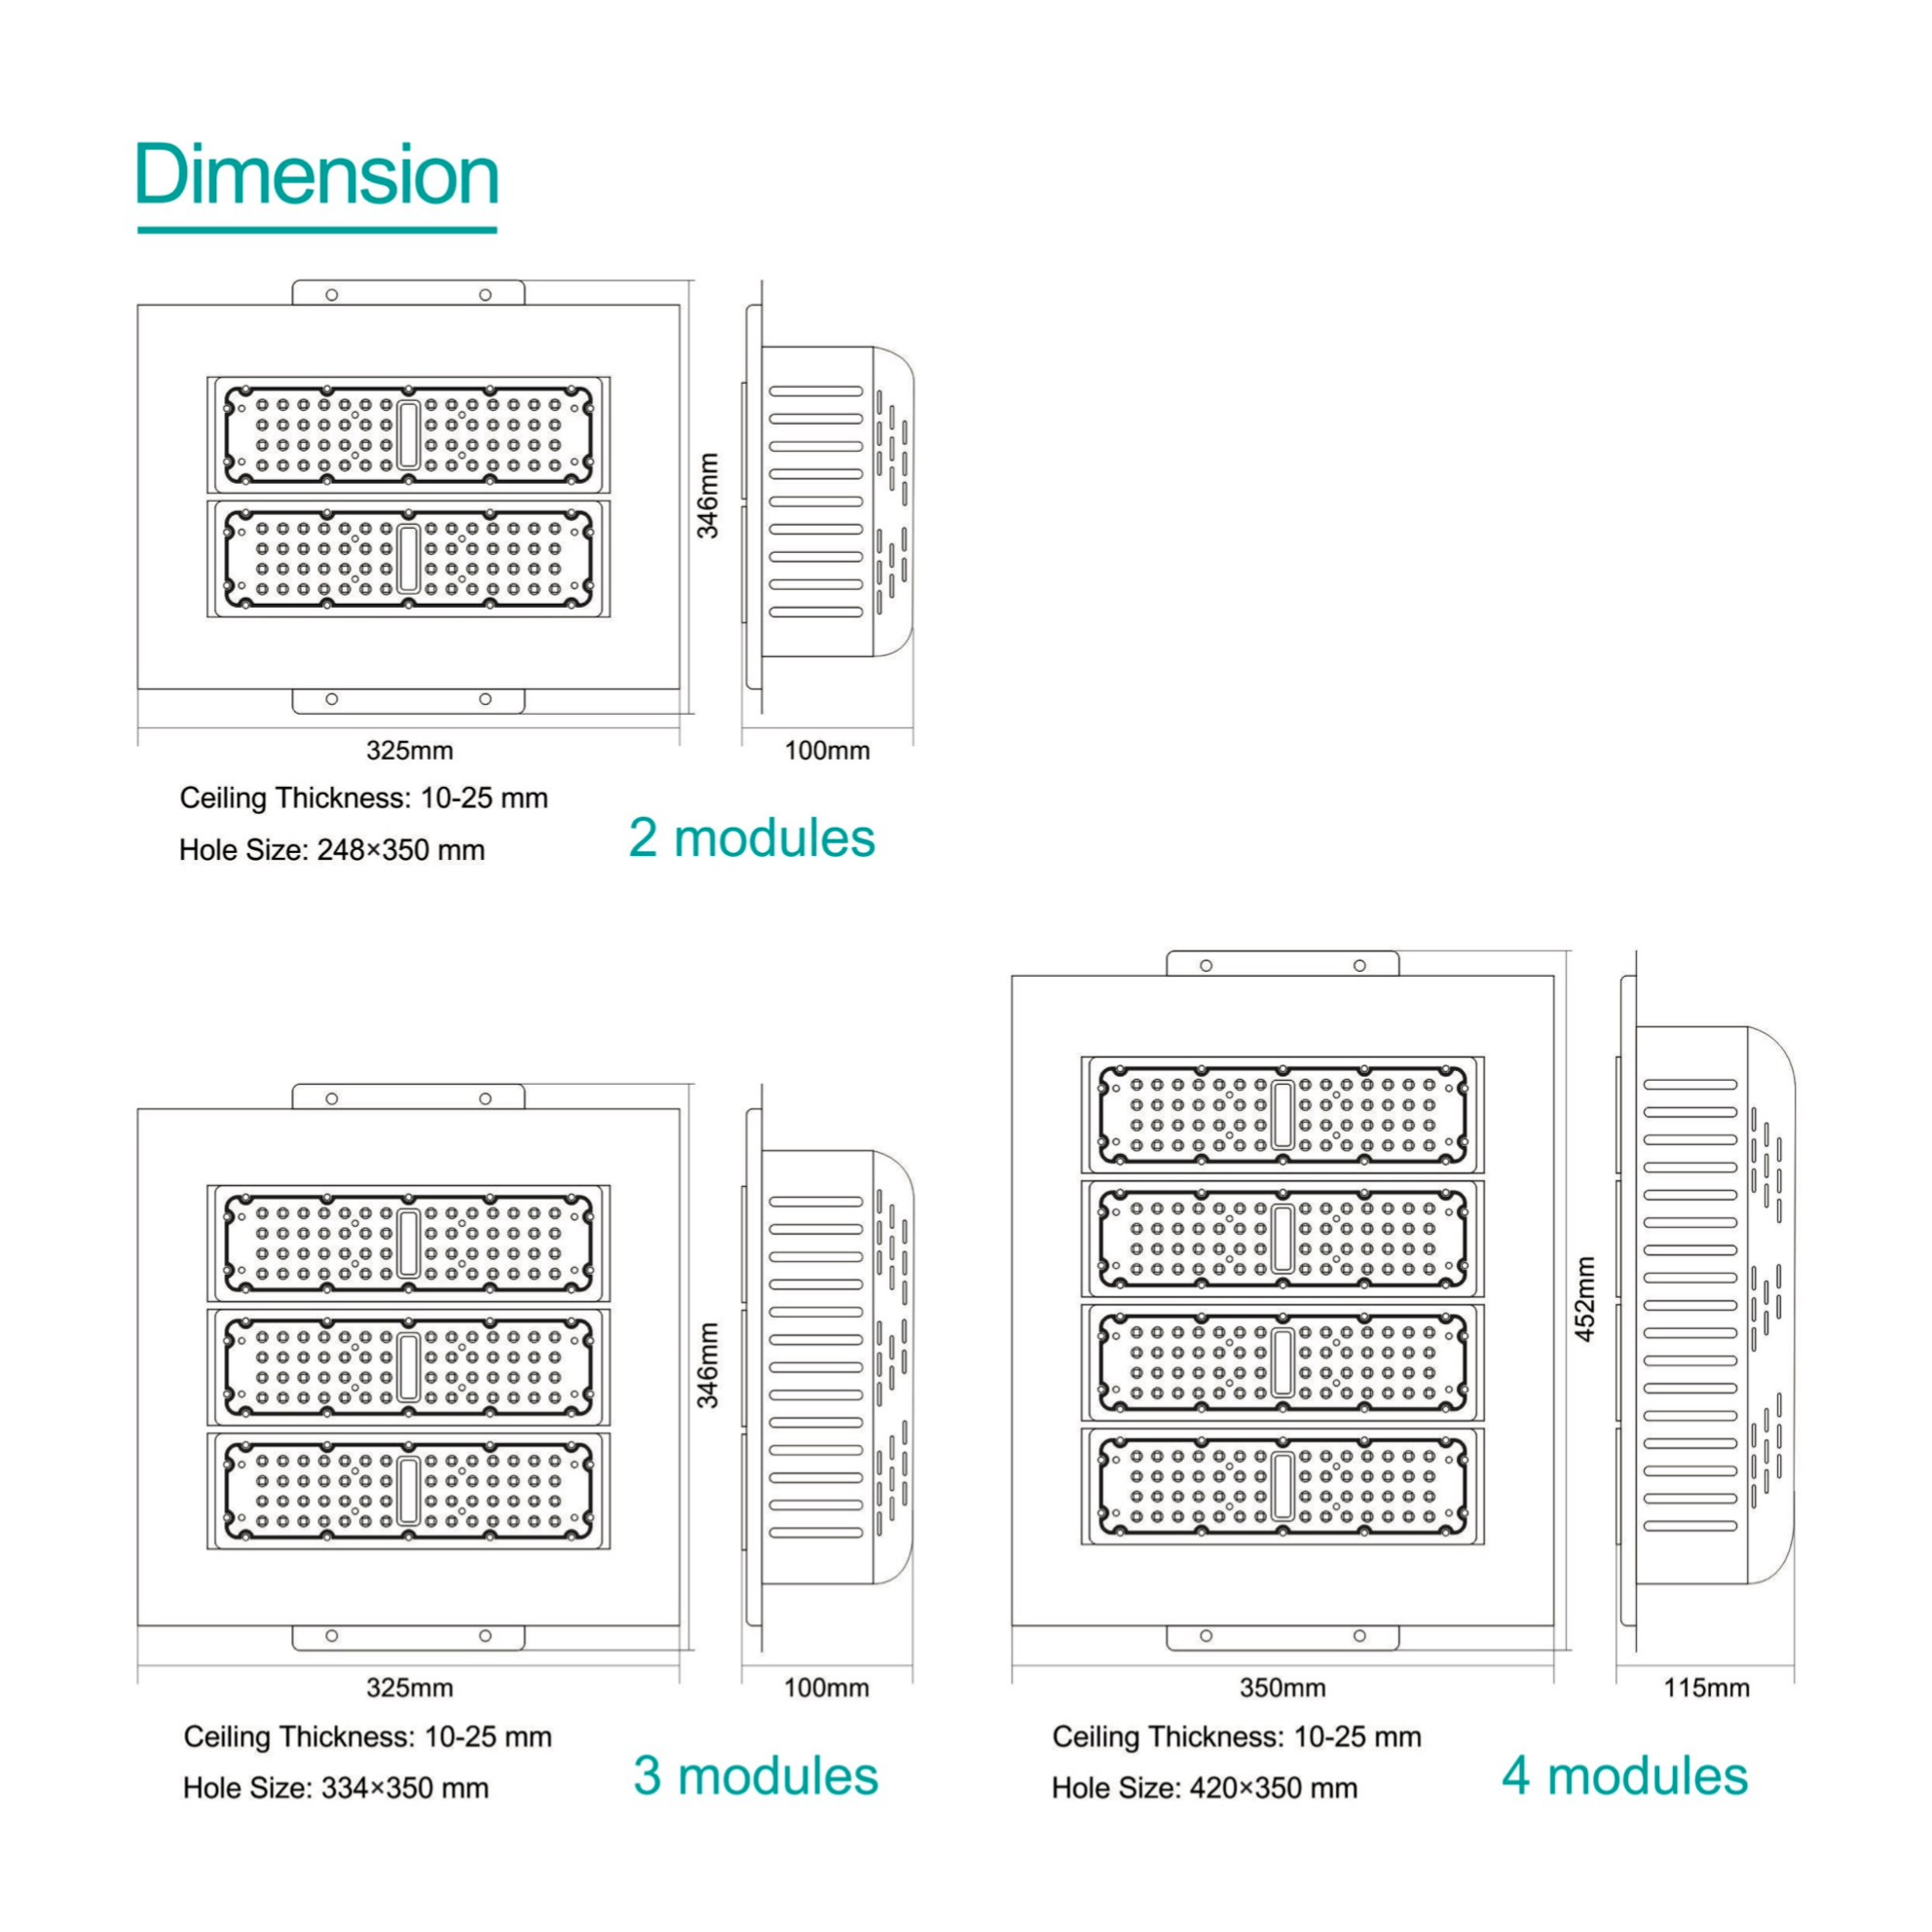 Dimension
346mm
325mm
100mm
Ceiling Thickness: 10-25 mm
Hole Size: 248×350 mm
2 modules
346mm
325mm
100mm
Ceiling Thickness: 10-25 mm
Hole Size: 334×350 mm
3 modules
452mm
350mm
115mm
Ceiling Thickness: 10-25 mm
Hole Size: 420×350 mm
4 modules